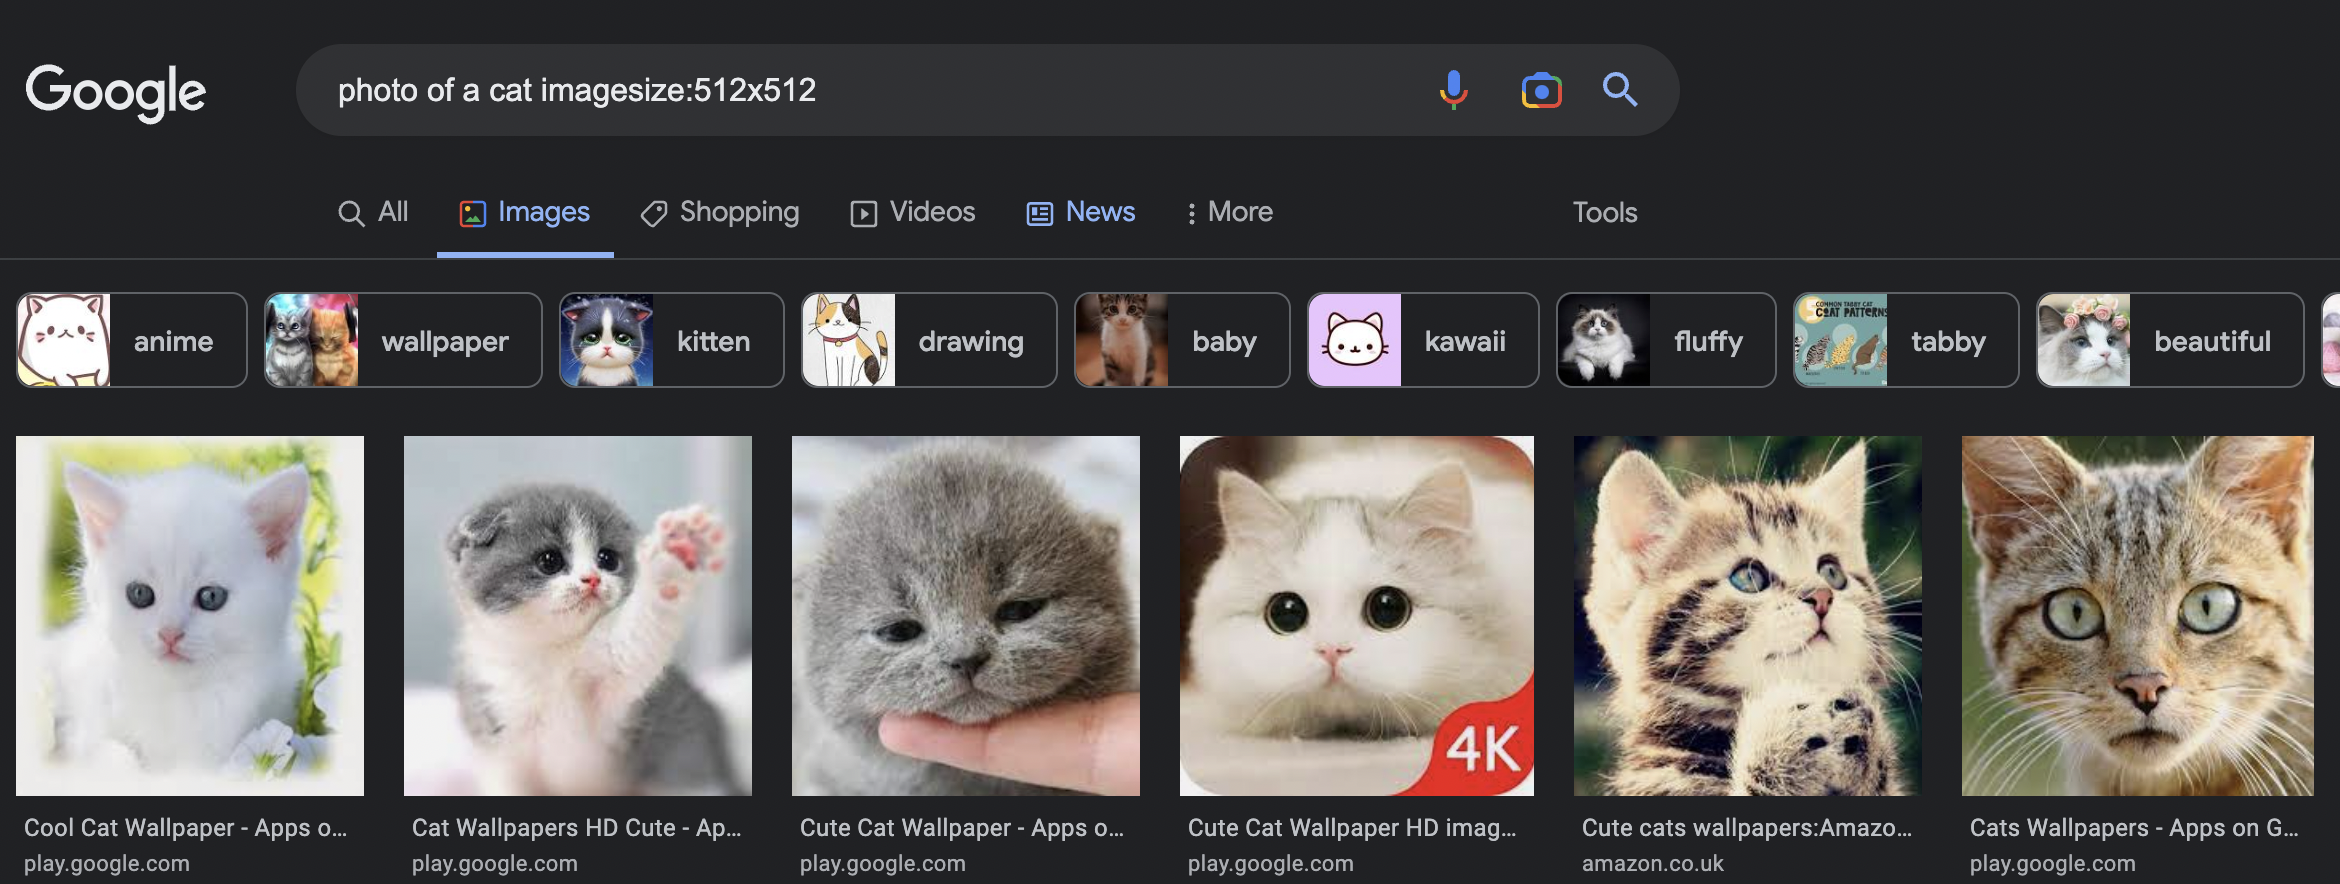 Google
photo of a cat imagesize:512x512
All
Images
Shopping
Videos
News
More
Tools
anime
wallpaper
kitten
drawing
baby
kawaii
fluffy
COMMON TABBY CAT
COAT PATTERNS
tabby
beautiful
4K
Cool Cat Wallpaper - Apps o...
play.google.com
Cat Wallpapers HD Cute - Ap...
play.google.com
Cute Cat Wallpaper - Apps o...
play.google.com
Cute Cat Wallpaper HD imag...
play.google.com
Cute cats wallpapers:Amazo...
amazon.co.uk
Cats Wallpapers - Apps on G...
play.google.com